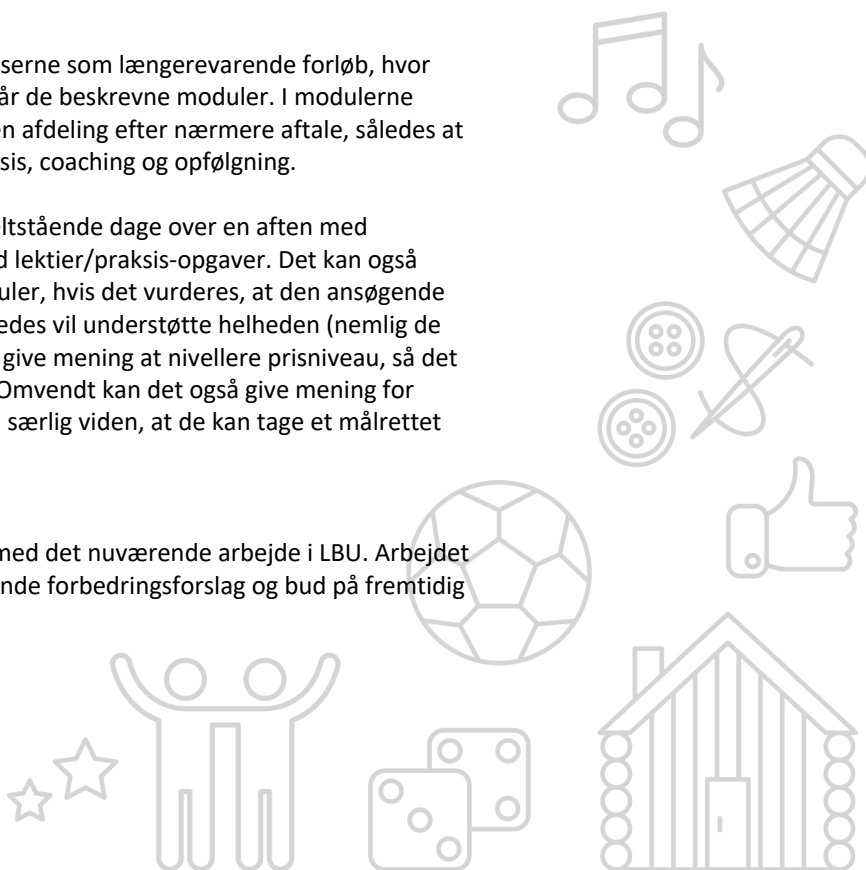 serne som længerevarende forløb, hvor
år de beskrevne moduler. I modulerne
en afdeling efter nærmere aftale, således at
sis, coaching og opfølgning.
ltstående dage over en aften med
d lektier/praksis-opgaver. Det kan også
uler, hvis det vurderes, at den ansøgende
edes vil understøtte helheden (nemlig de
give mening at nivellere prisniveau, så det
Omvendt kan det også give mening for
særlig viden, at de kan tage et målrettet
med det nuværende arbejde i LBU. Arbejdet
nde forbedringsforslag og bud på fremtidig